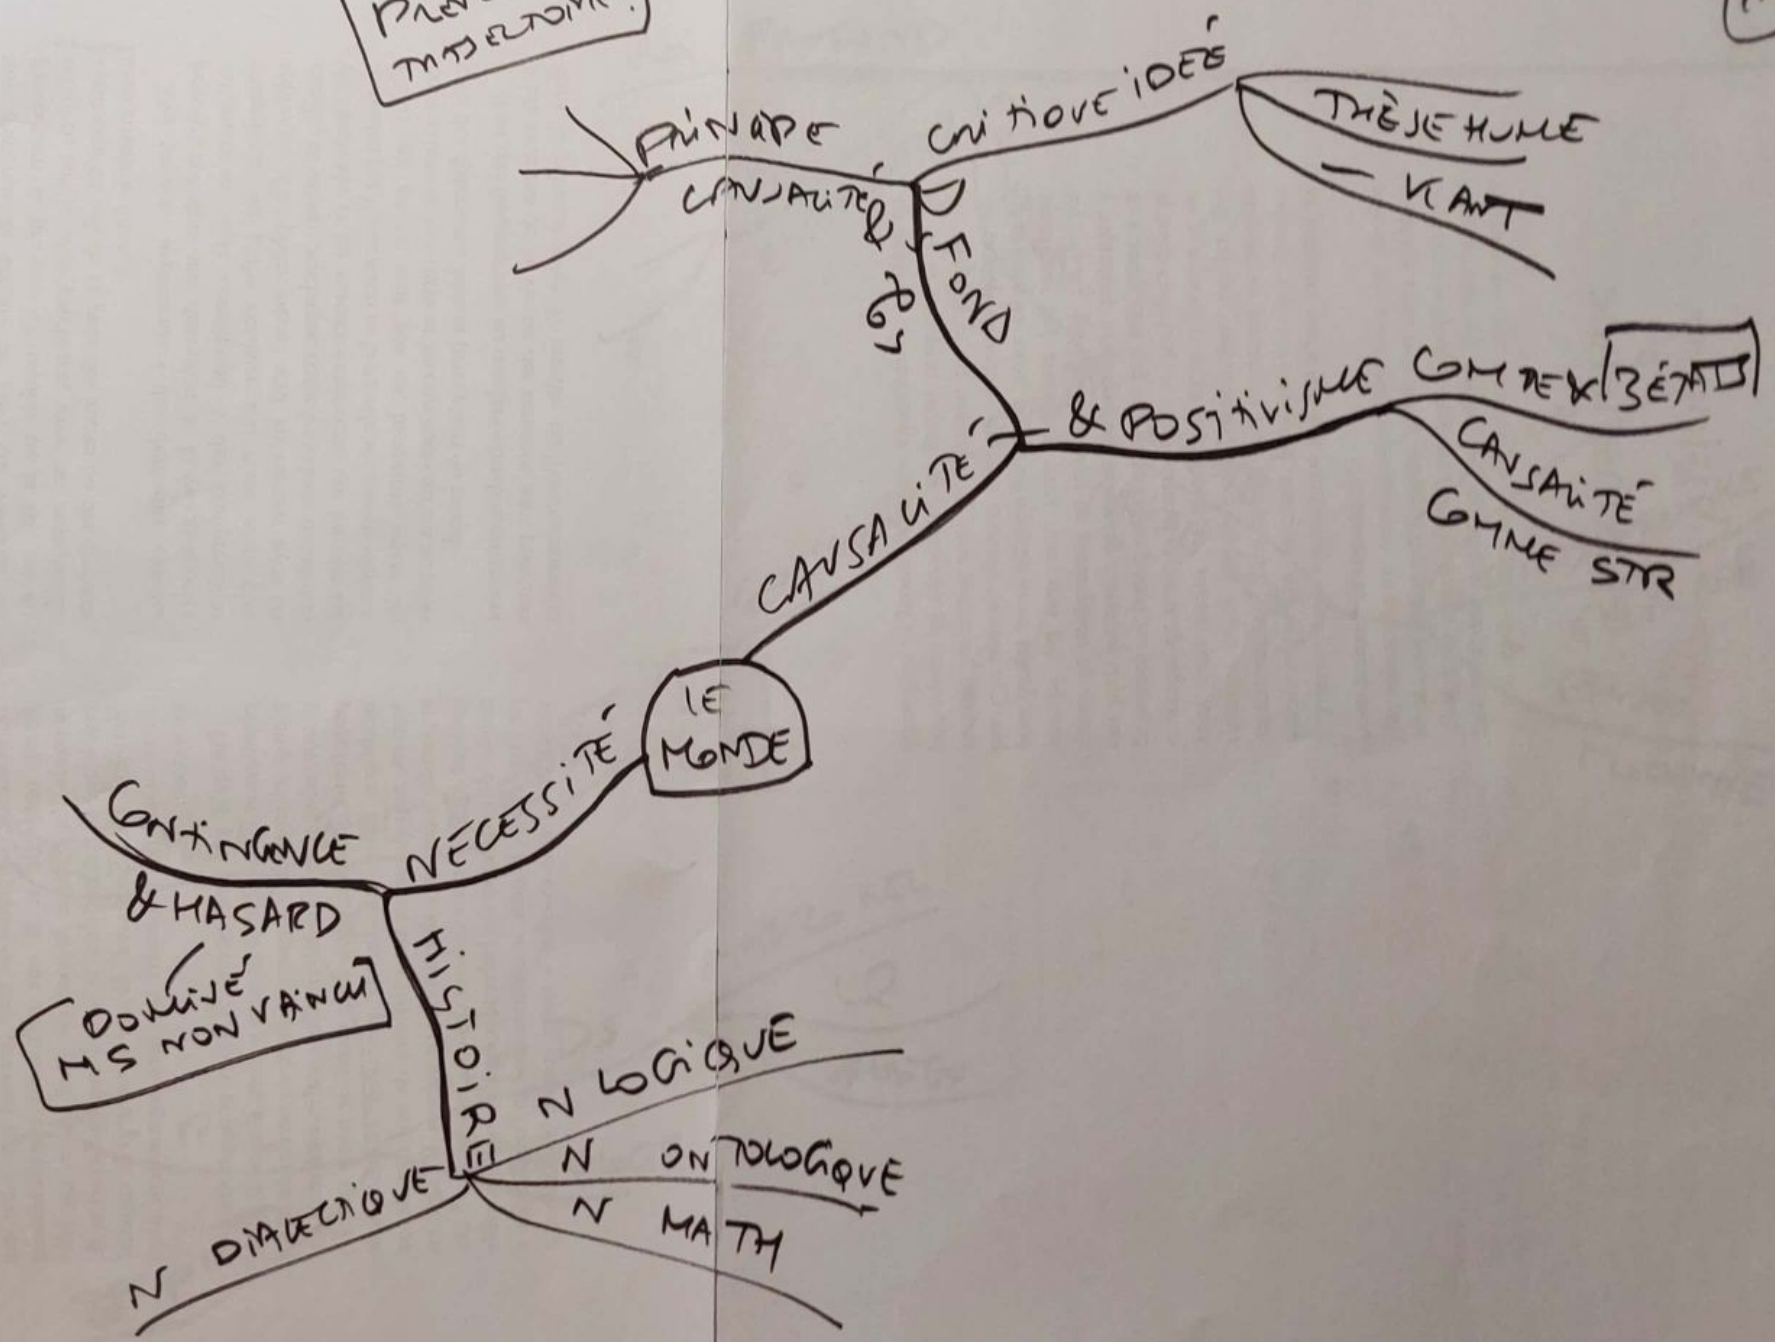 CRITIQUE IDÉE
THÈSE HUME
— KANT
PRINCIPE
CAUSALITÉ
&
FOND
& POSITIVISME
COMTE & 3 ÉTATS
CAUSALITÉ
COMME STR
CAUSALITÉ
LE
MONDE
NÉCESSITÉ
CONTINGENCE
& HASARD
DOMINÉ
MS NON VAINCU
HISTOIRE
N LOGIQUE
N ONTOLOGIQUE
N MATH
N DIALECTIQUE